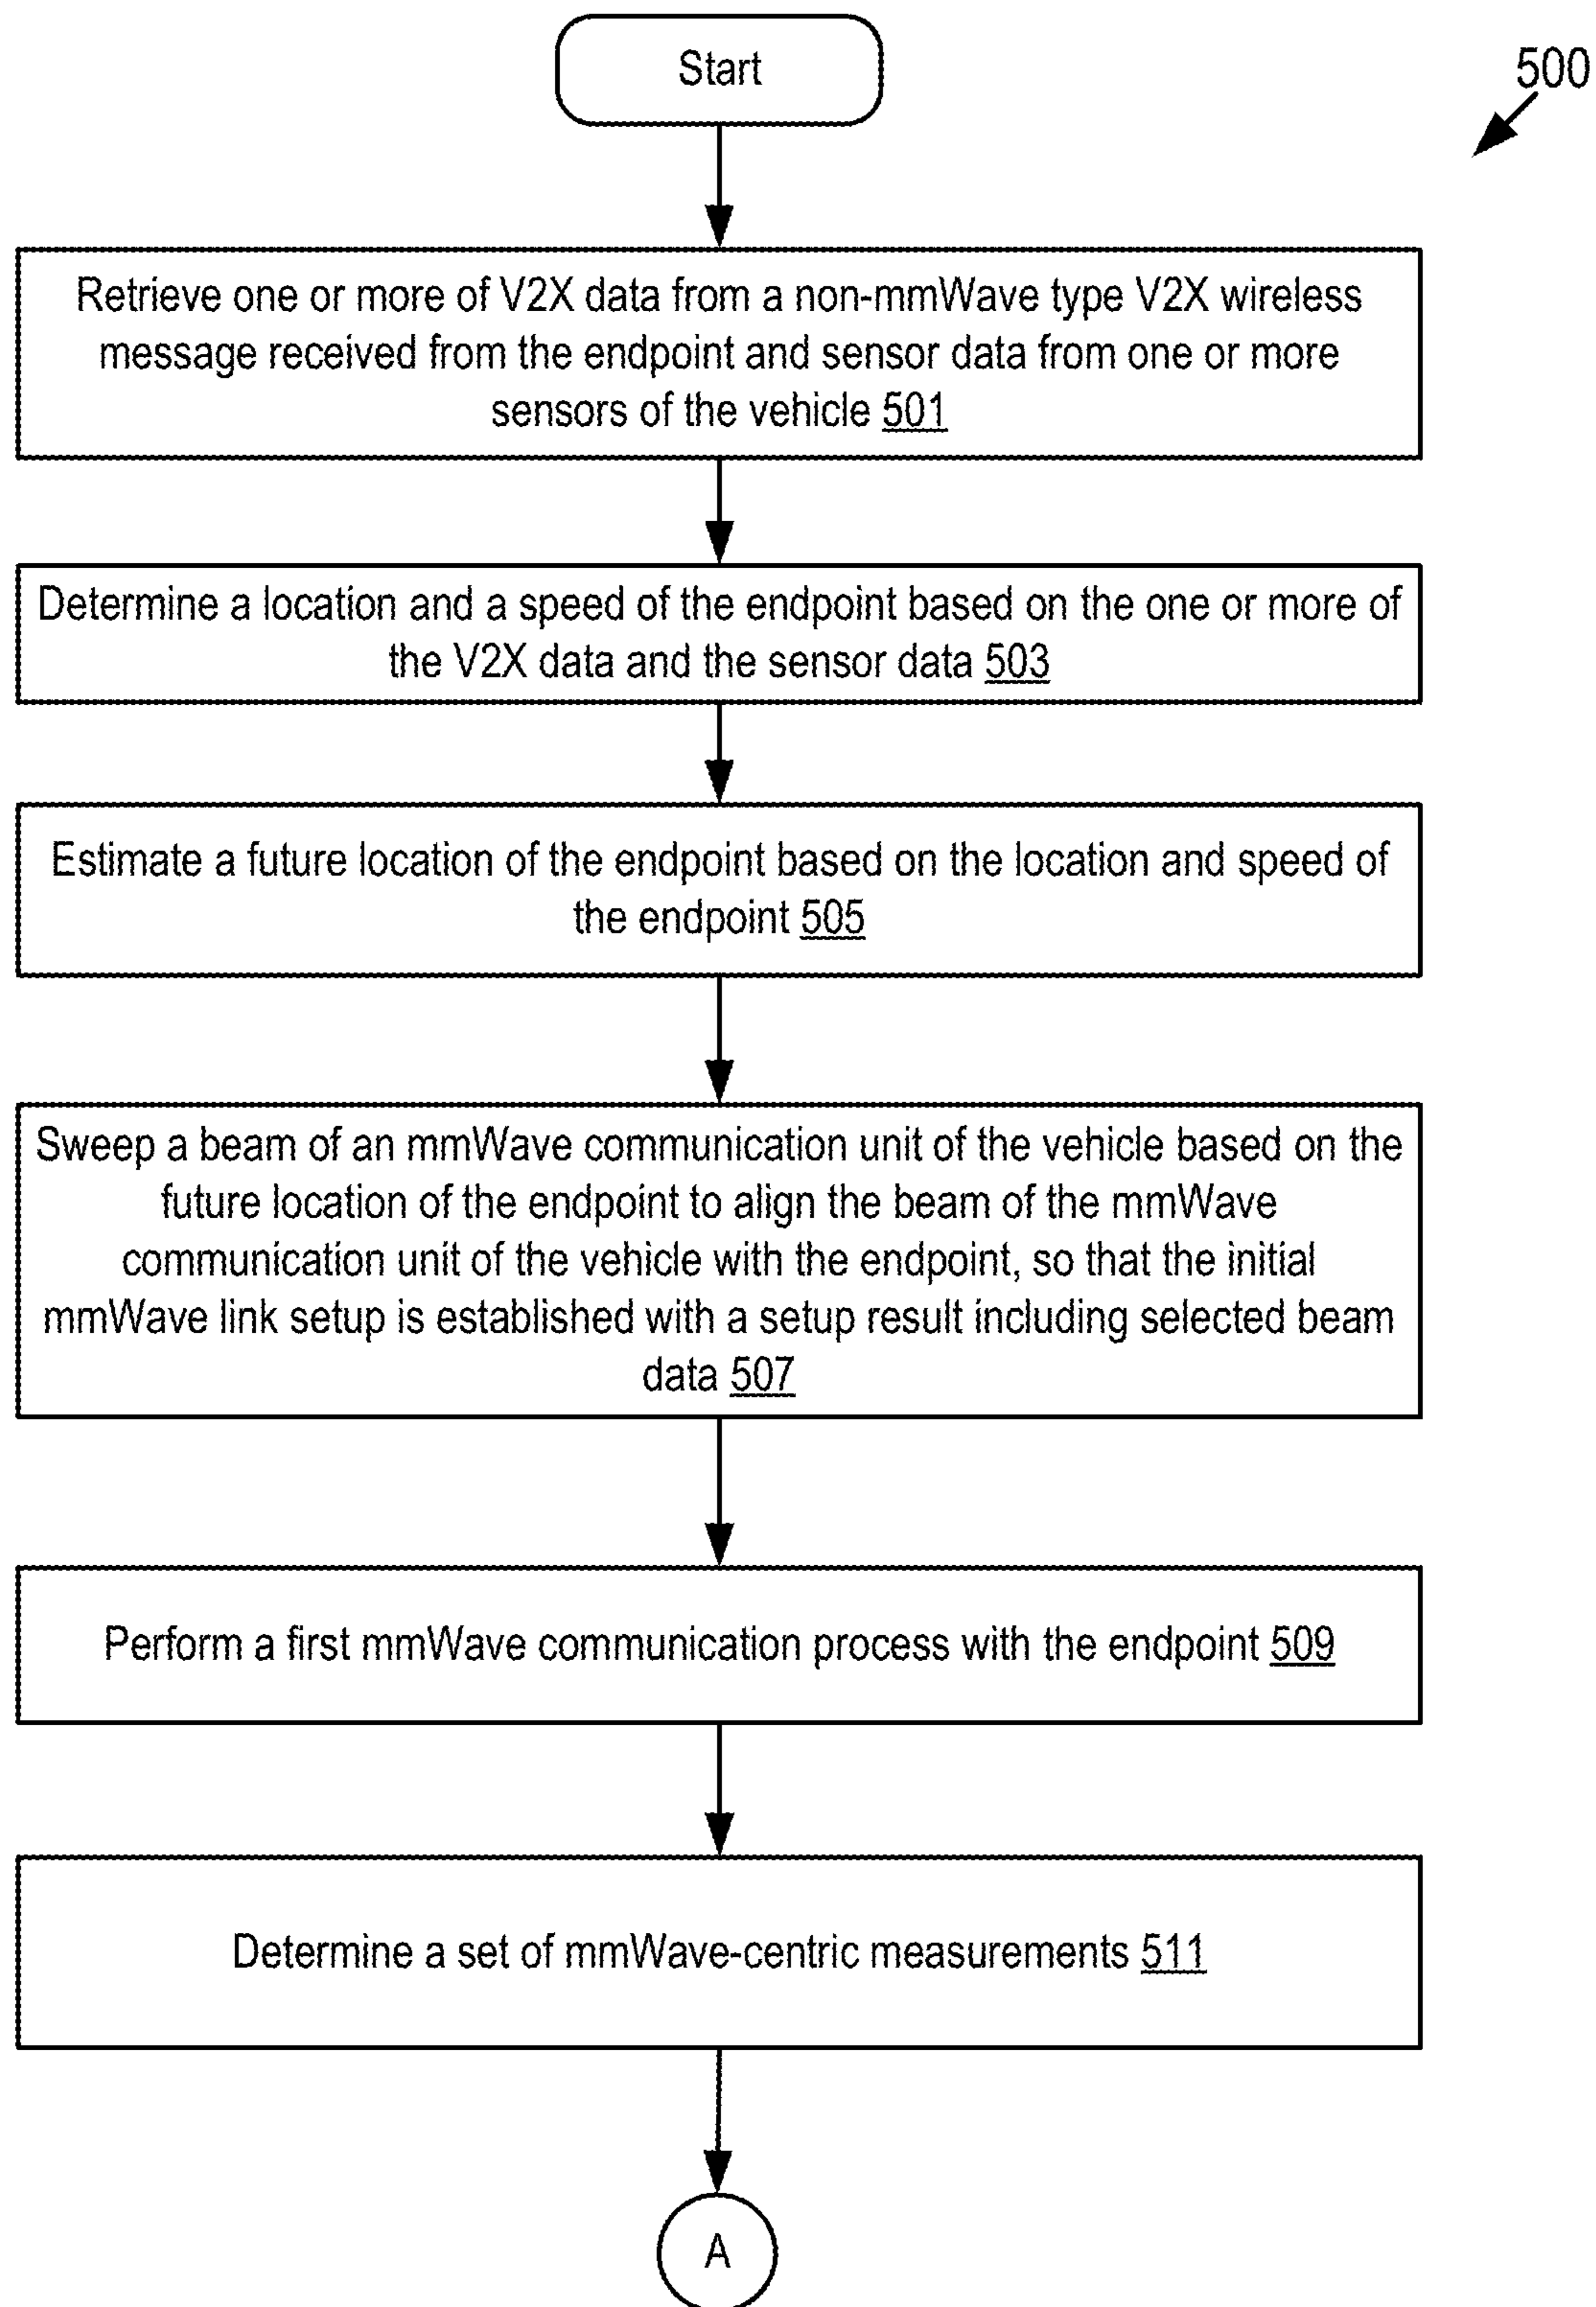 Start
500
Retrieve one or more of V2X data from a non-mmWave type V2X wireless
message received from the endpoint and sensor data from one or more
sensors of the vehicle 501
Determine a location and a speed of the endpoint based on the one or more of
the V2X data and the sensor data 503
Estimate a future location of the endpoint based on the location and speed of
the endpoint 505
Sweep a beam of an mmWave communication unit of the vehicle based on the
future location of the endpoint to align the beam of the mmWave
communication unit of the vehicle with the endpoint, so that the initial
mmWave link setup is established with a setup result including selected beam
data 507
Perform a first mmWave communication process with the endpoint 509
Determine a set of mmWave-centric measurements 511
A